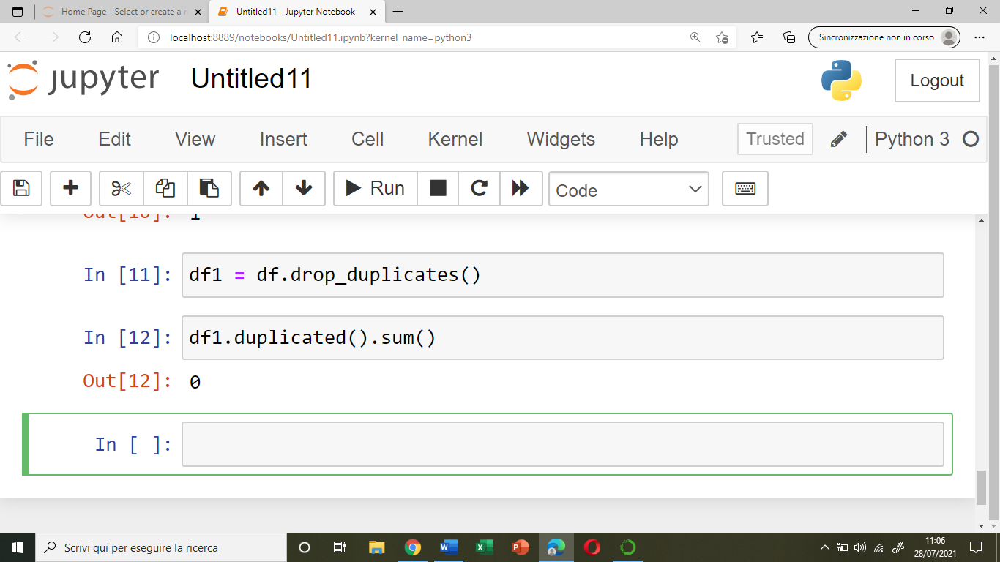 Home Page - Select or create a n
Untitled11 - Jupyter Notebook
localhost:8889/notebooks/Untitled11.ipynb?kernel_name=python3
Sincronizzazione non in corso
jupyter Untitled11
Logout
File Edit View Insert Cell Kernel Widgets Help Trusted Python 3
Run Code
Out[10]: 1
In [11]: df1 = df.drop_duplicates()
In [12]: df1.duplicated().sum()
Out[12]: 0
In [ ]:
Scrivi qui per eseguire la ricerca
11:06
28/07/2021